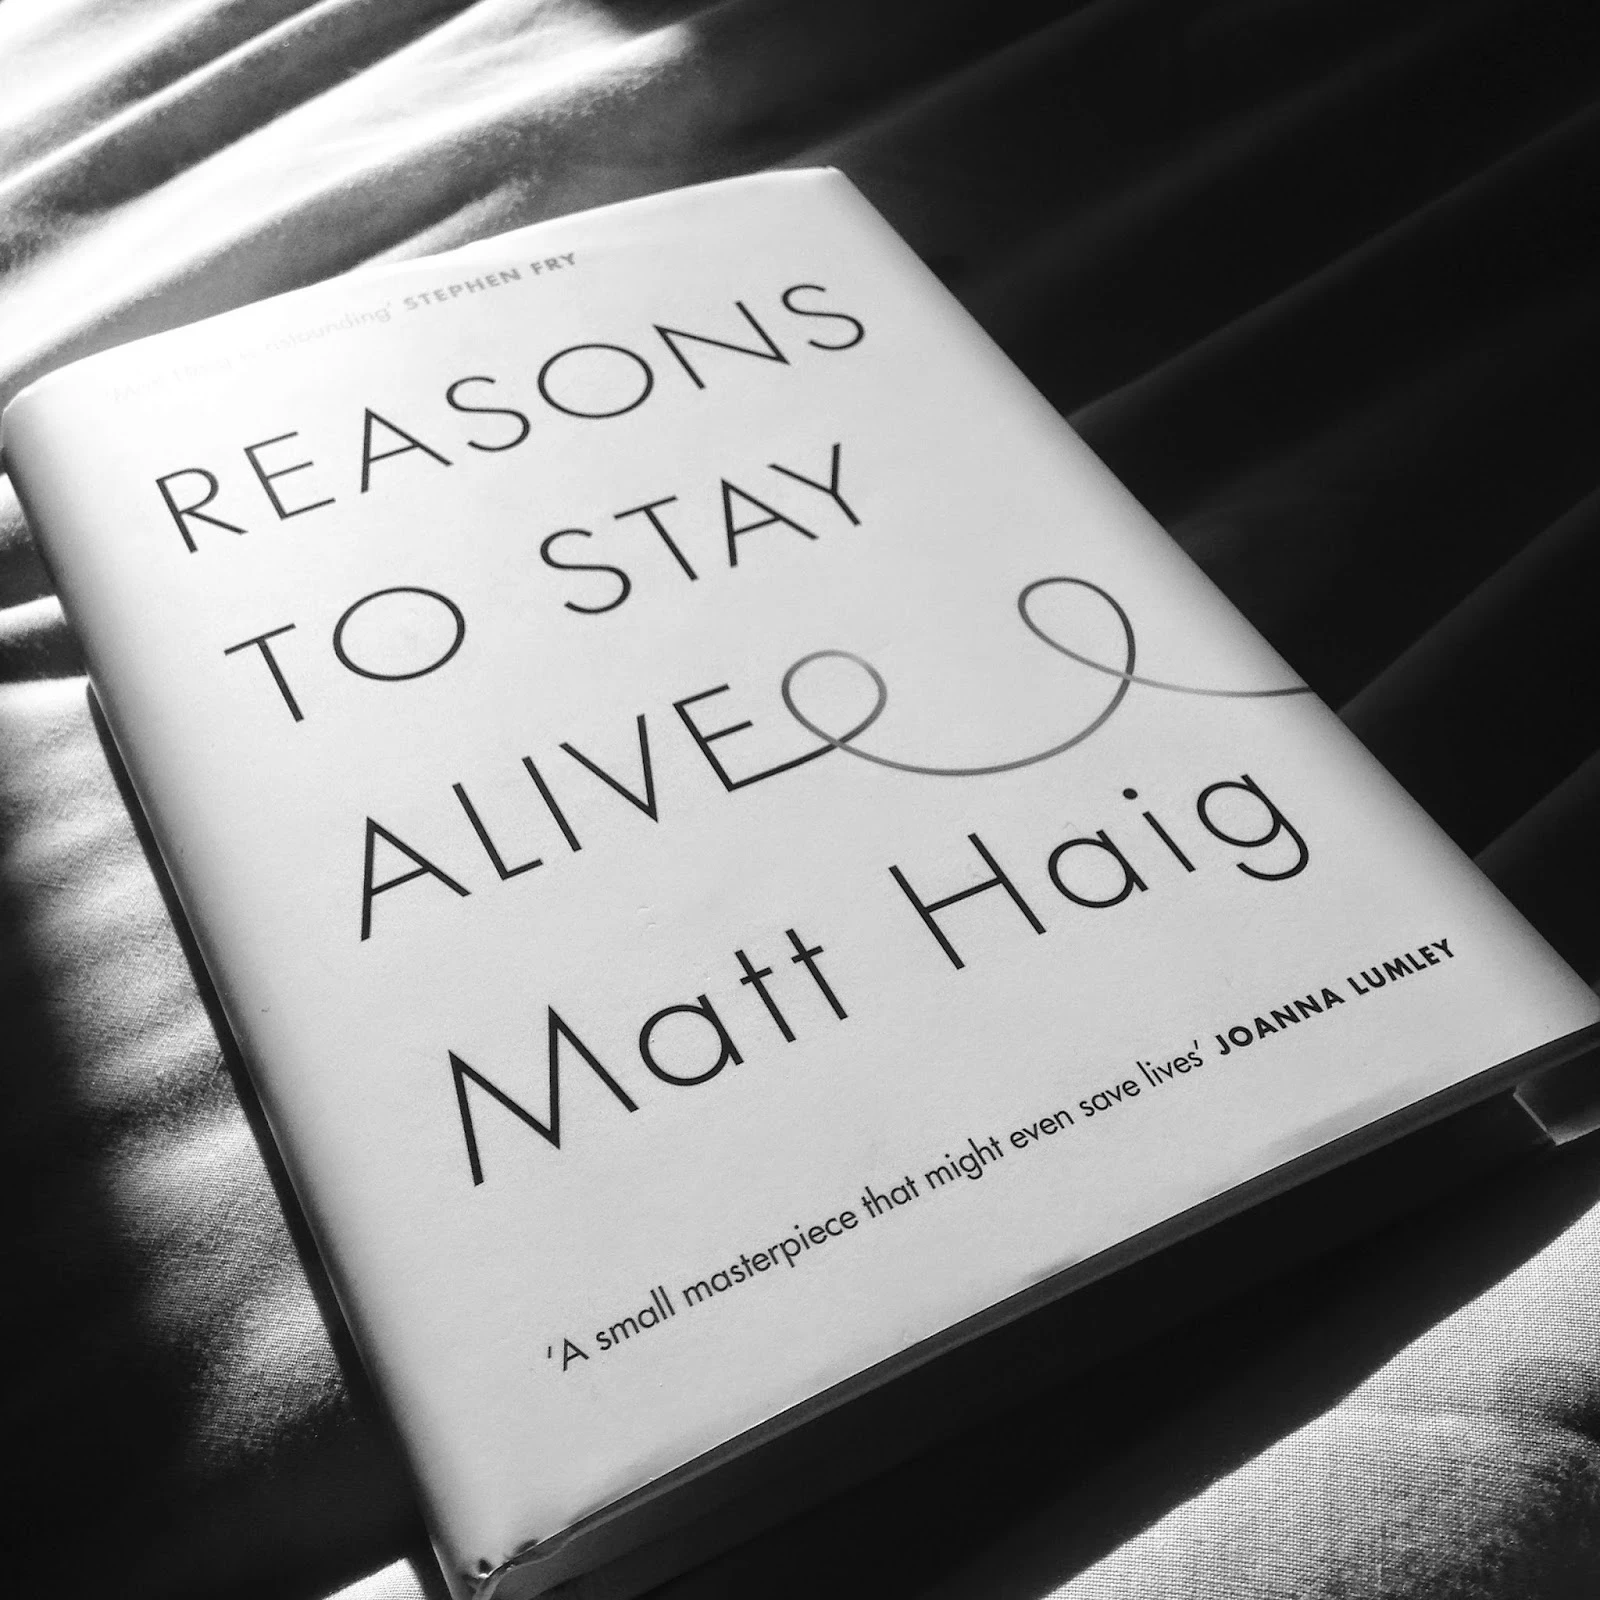 'Matt Haig is astounding' STEPHEN FRY
REASONS
TO STAY
ALIVE
Matt Haig
'A small masterpiece that might even save lives' JOANNA LUMLEY